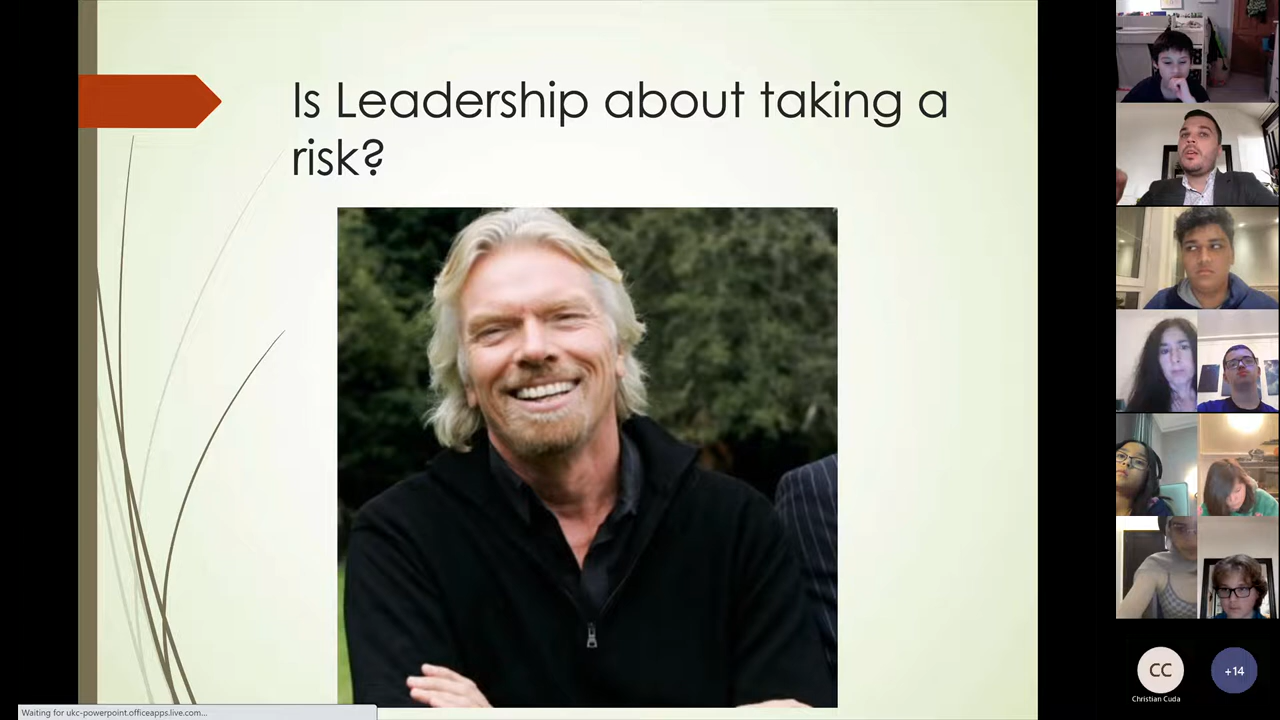 Is Leadership about taking a
risk?
CC
Christian Cuda
+14
Waiting for ukc-powerpoint.officeapps.live.com...